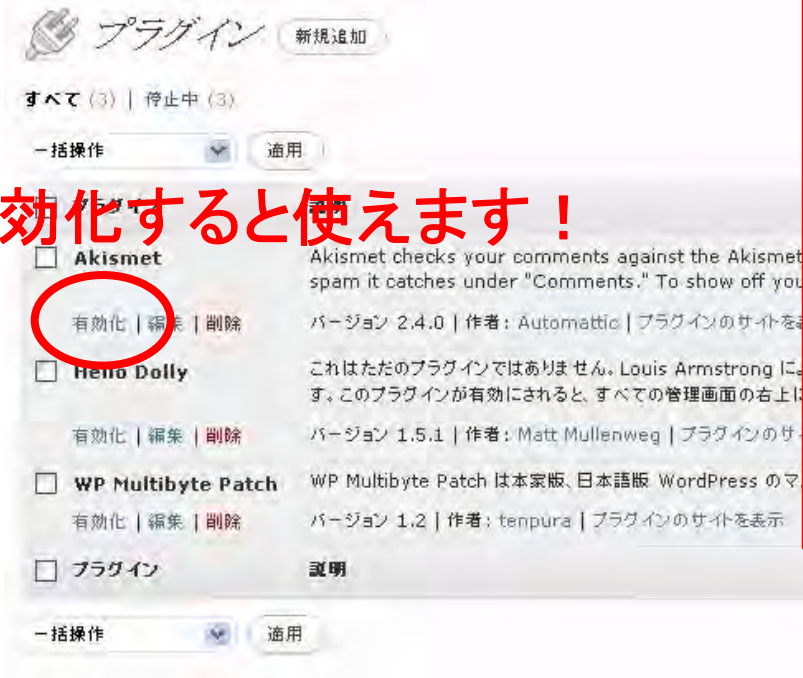 プラグイン 新規追加
すべて (3) | 停止中 (3)
一括操作 適用
効化すると使えます！
プラグイン 説明
Akismet Akismet checks your comments against the Akismet
spam it catches under "Comments." To show off you
有効化 | 編集 | 削除 バージョン 2.4.0 | 作者: Automattic | プラグインのサイトを表
Hello Dolly これはただのプラグインではありません。Louis Armstrong によ
す。このプラグインが有効にされると、すべての管理画面の右上に
有効化 | 編集 | 削除 バージョン 1.5.1 | 作者: Matt Mullenweg | プラグインのサ
WP Multibyte Patch WP Multibyte Patch は本家版、日本語版 WordPress のマ
有効化 | 編集 | 削除 バージョン 1.2 | 作者: tenpura | プラグインのサイトを表示
プラグイン 説明
一括操作 適用